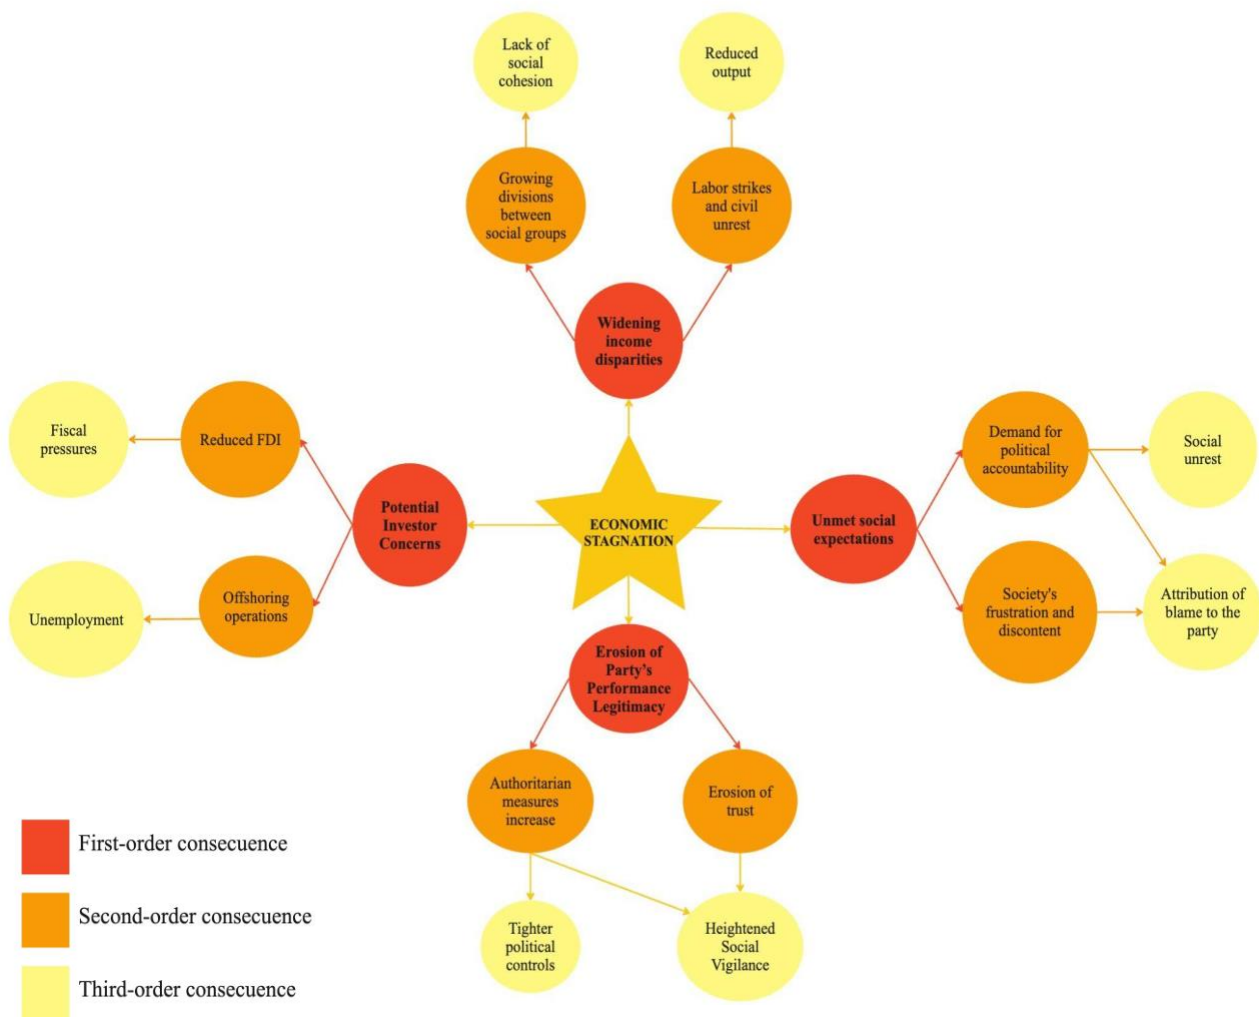 Lack of
social
cohesion
Reduced
output
Growing
divisions
between
social groups
Labor strikes
and civil
unrest
Widening
income
disparities
Fiscal
pressures
Reduced FDI
Demand for
political
accountability
Social
unrest
Potential
Investor
Concerns
ECONOMIC
STAGNATION
Unmet social
expectations
Unemployment
Offshoring
operations
Society's
frustration and
discontent
Attribution of
blame to the
party
Erosion of
Party’s
Performance
Legitimacy
Authoritarian
measures
increase
Erosion of
trust
Tighter
political
controls
Heightened
Social
Vigilance
First-order consecuence
Second-order consecuence
Third-order consecuence